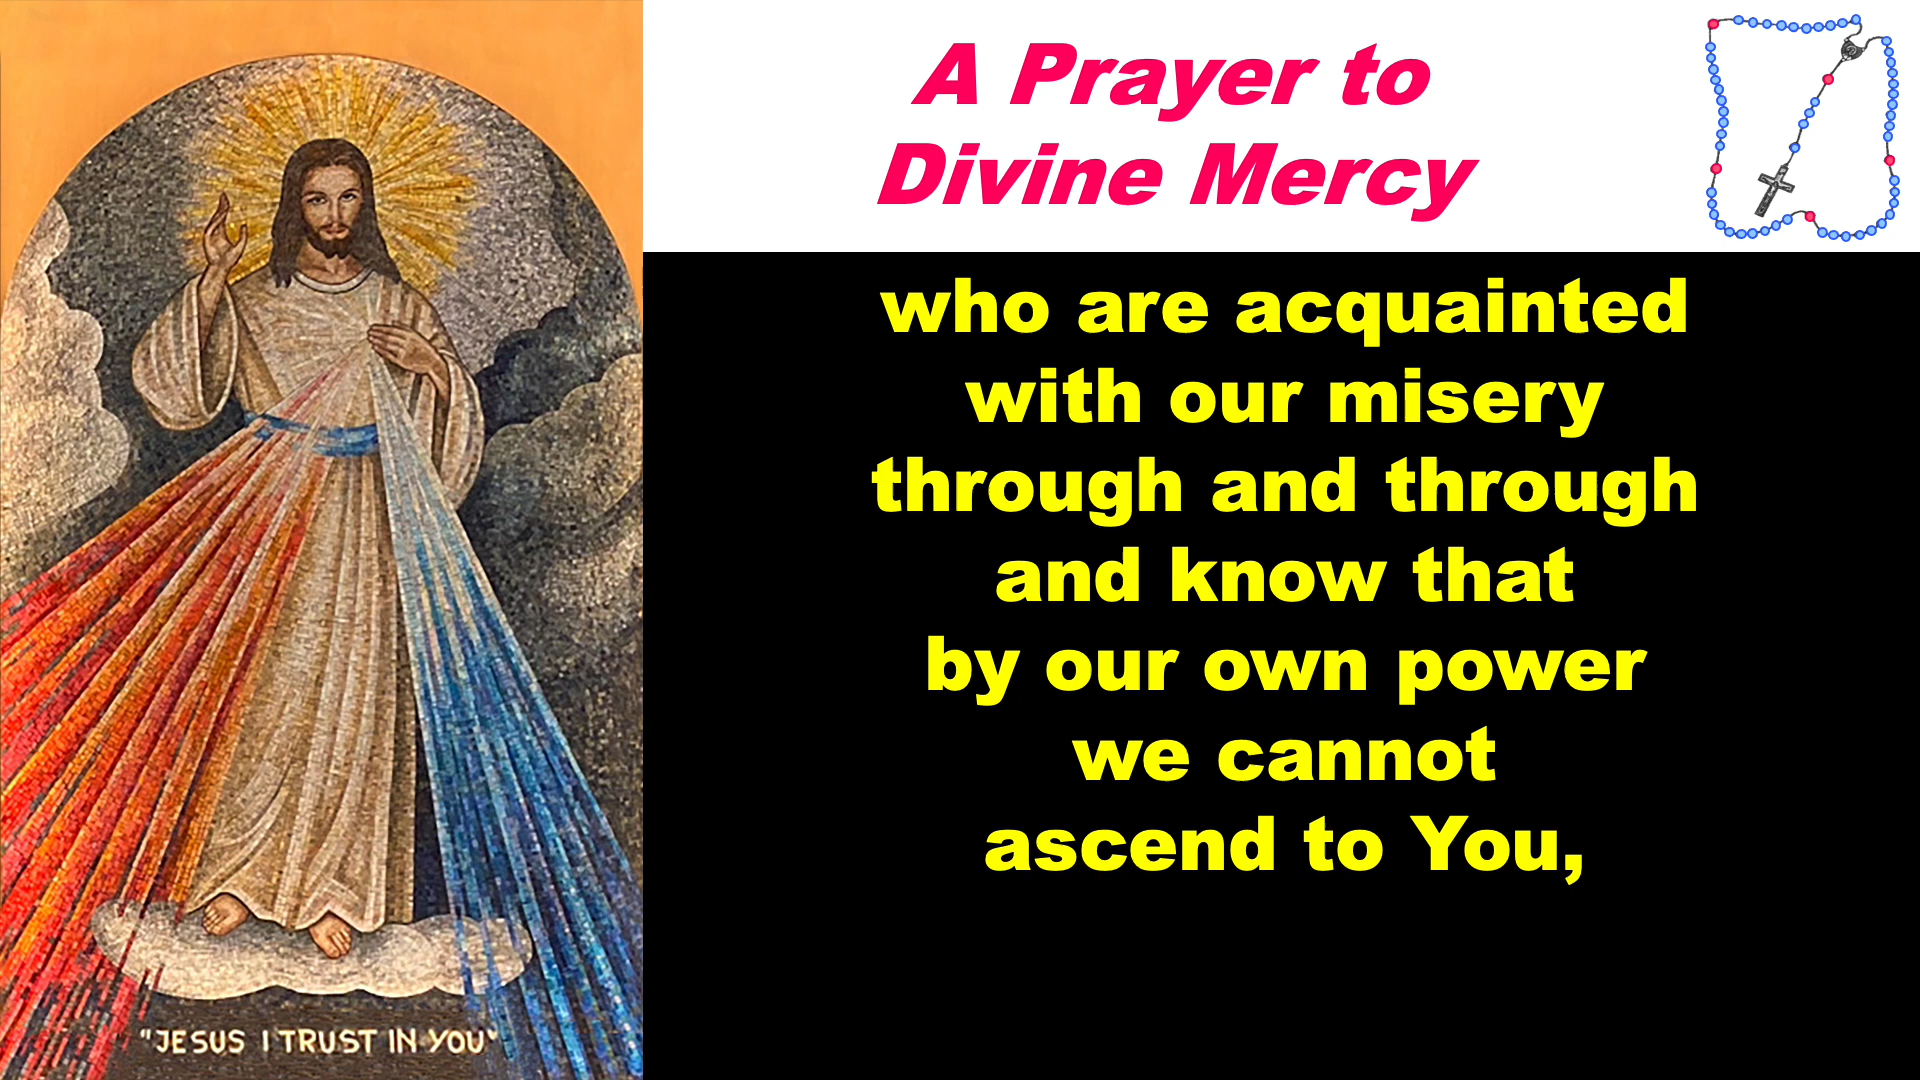 A Prayer to
Divine Mercy
who are acquainted
with our misery
through and through
and know that
by our own power
we cannot
ascend to You,
"JESUS I TRUST IN YOU"